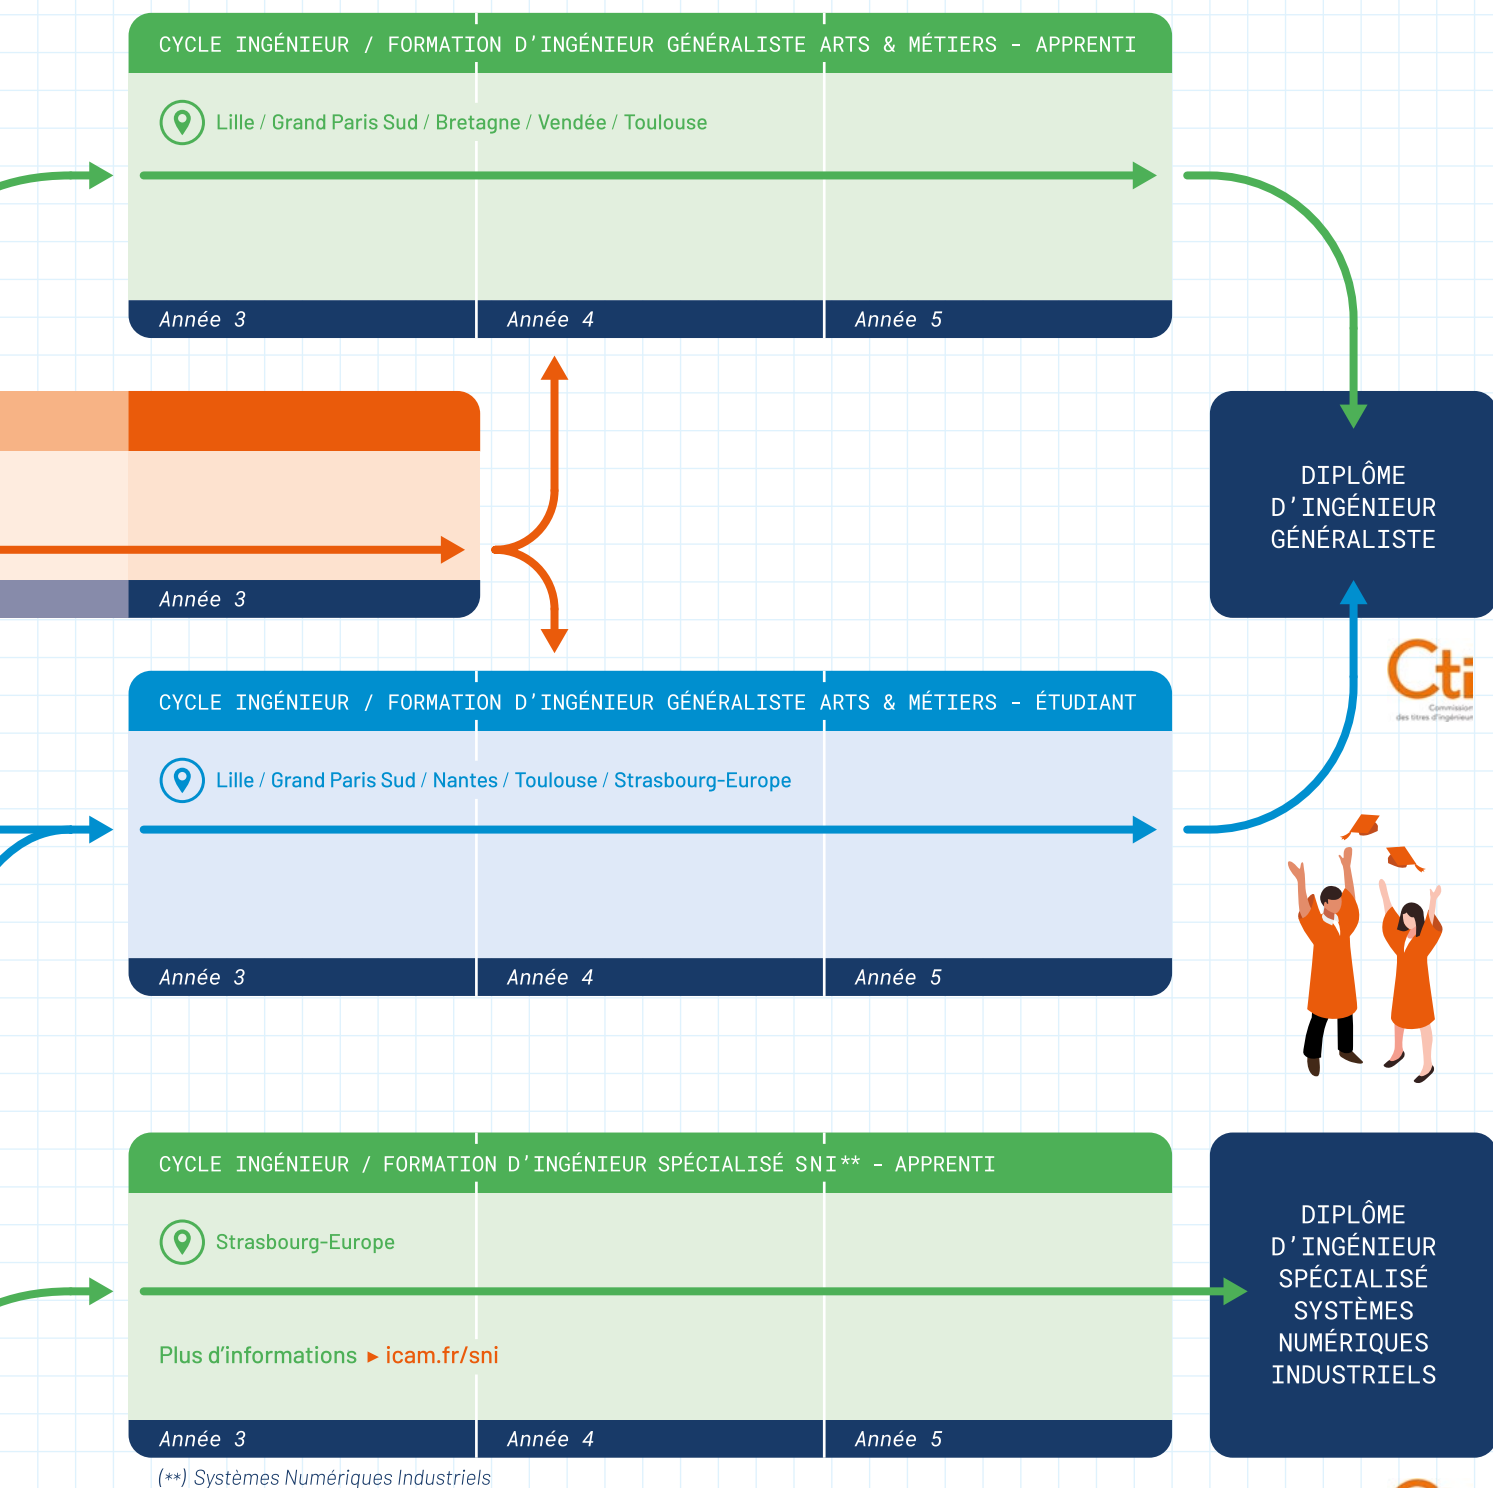 CYCLE INGÉNIEUR / FORMATION D'INGÉNIEUR GÉNÉRALISTE ARTS & MÉTIERS - APPRENTI
Lille / Grand Paris Sud / Bretagne / Vendée / Toulouse
Année 3
Année 4
Année 5
Année 3
DIPLÔME
D'INGÉNIEUR
GÉNÉRALISTE
Cti
Commission
des titres d'ingénieur
CYCLE INGÉNIEUR / FORMATION D'INGÉNIEUR GÉNÉRALISTE ARTS & MÉTIERS - ÉTUDIANT
Lille / Grand Paris Sud / Nantes / Toulouse / Strasbourg-Europe
Année 3
Année 4
Année 5
CYCLE INGÉNIEUR / FORMATION D'INGÉNIEUR SPÉCIALISÉ SNI** - APPRENTI
Strasbourg-Europe
Plus d'informations ► icam.fr/sni
Année 3
Année 4
Année 5
DIPLÔME
D'INGÉNIEUR
SPÉCIALISÉ
SYSTÈMES
NUMÉRIQUES
INDUSTRIELS
(**) Systèmes Numériques Industriels